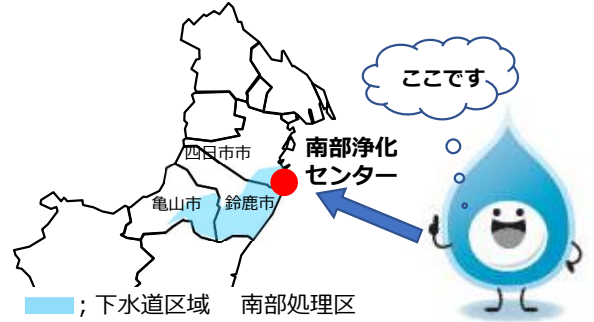 ここです
四日市市
南部浄化
センター
亀山市
鈴鹿市
；下水道区域　南部処理区